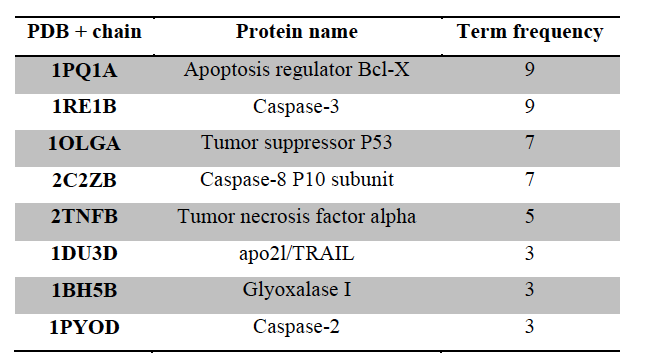 PDB + chain Protein name Term frequency
1PQ1A Apoptosis regulator Bcl-X 9
1RE1B Caspase-3 9
1OLGA Tumor suppressor P53 7
2C2ZB Caspase-8 P10 subunit 7
2TNFB Tumor necrosis factor alpha 5
1DU3D apo2l/TRAIL 3
1BH5B Glyoxalase I 3
1PYOD Caspase-2 3